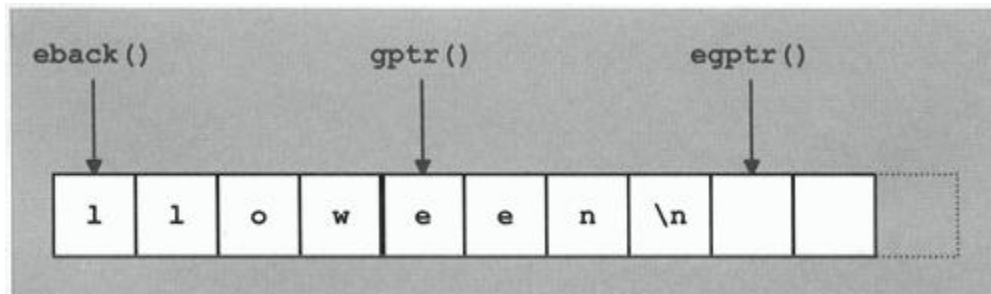 eback() gptr() egptr()
l l o w e e n \n